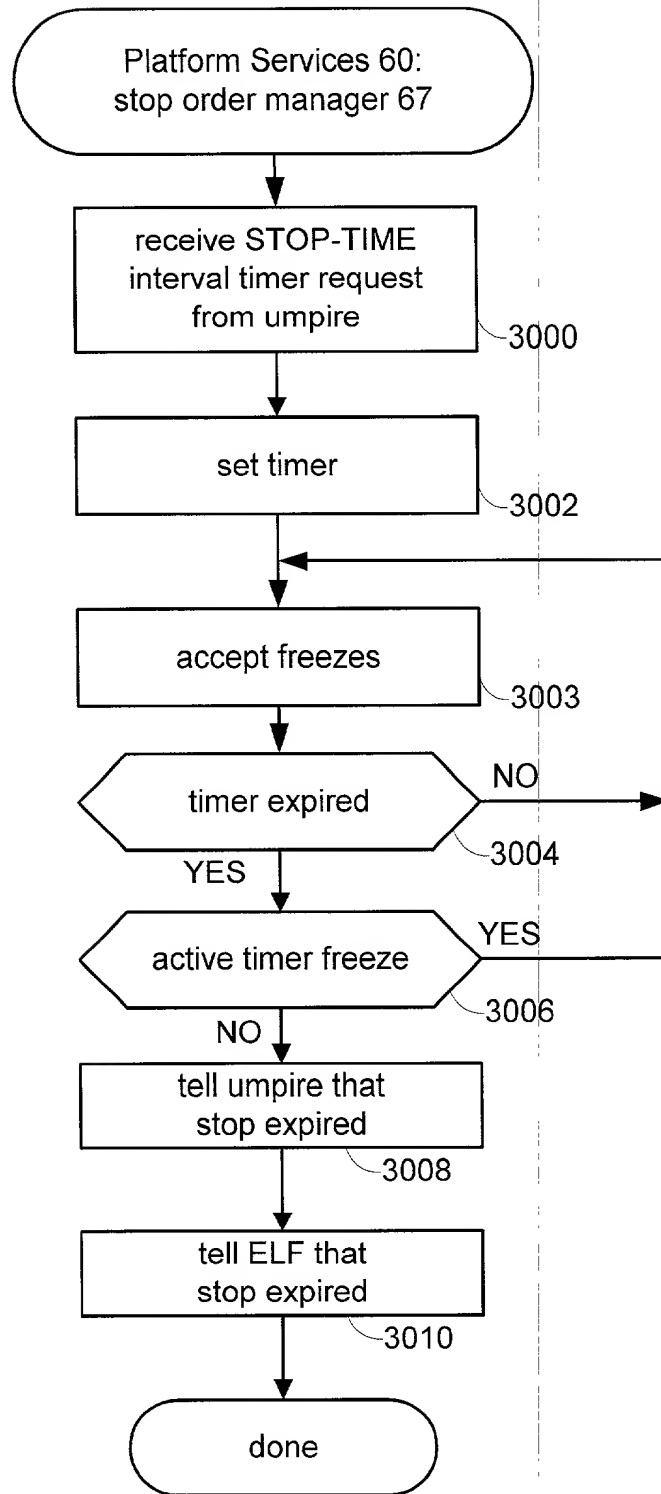 Platform Services 60:
stop order manager 67
receive STOP-TIME
interval timer request
from umpire
3000
set timer
3002
accept freezes
3003
timer expired
NO
3004
YES
active timer freeze
YES
3006
NO
tell umpire that
stop expired
3008
tell ELF that
stop expired
3010
done